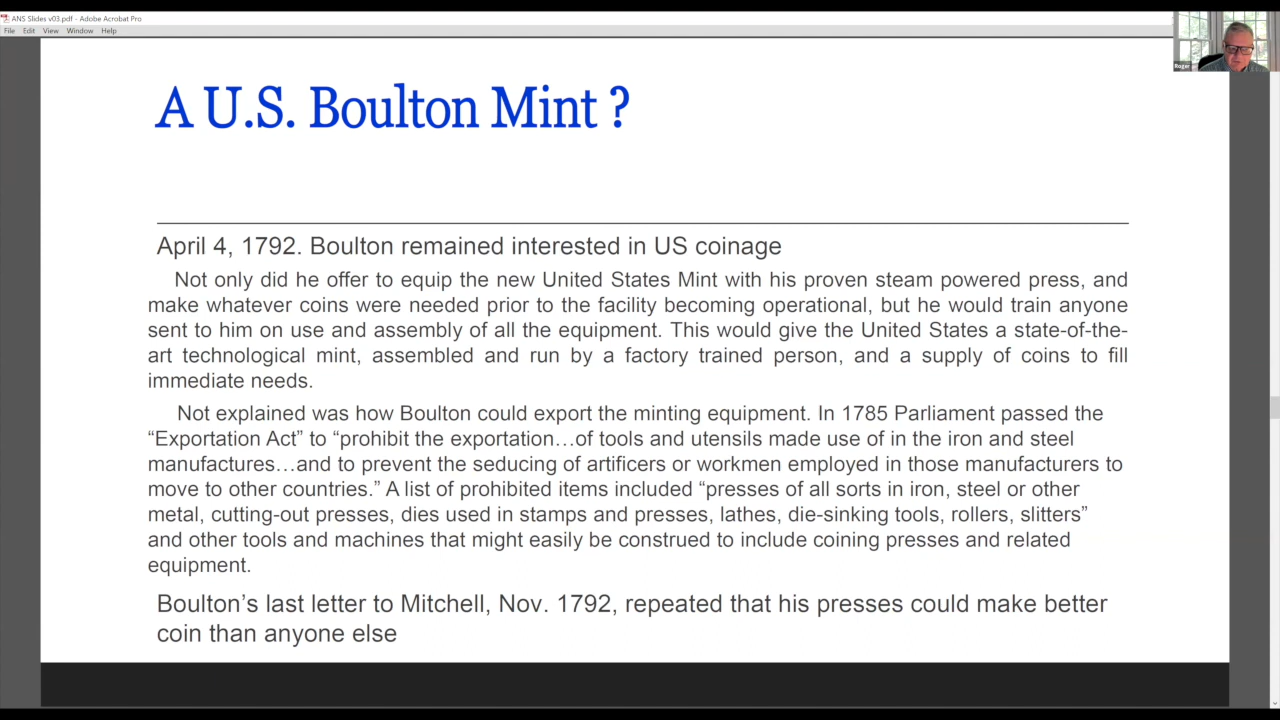 ANS Slides v03.pdf - Adobe Acrobat Pro
File Edit View Window Help
Roger
A U.S. Boulton Mint ?
April 4, 1792. Boulton remained interested in US coinage
Not only did he offer to equip the new United States Mint with his proven steam powered press, and
make whatever coins were needed prior to the facility becoming operational, but he would train anyone
sent to him on use and assembly of all the equipment. This would give the United States a state-of-the-
art technological mint, assembled and run by a factory trained person, and a supply of coins to fill
immediate needs.
Not explained was how Boulton could export the minting equipment. In 1785 Parliament passed the
“Exportation Act” to “prohibit the exportation…of tools and utensils made use of in the iron and steel
manufactures…and to prevent the seducing of artificers or workmen employed in those manufacturers to
move to other countries.” A list of prohibited items included “presses of all sorts in iron, steel or other
metal, cutting-out presses, dies used in stamps and presses, lathes, die-sinking tools, rollers, slitters”
and other tools and machines that might easily be construed to include coining presses and related
equipment.
Boulton’s last letter to Mitchell, Nov. 1792, repeated that his presses could make better
coin than anyone else